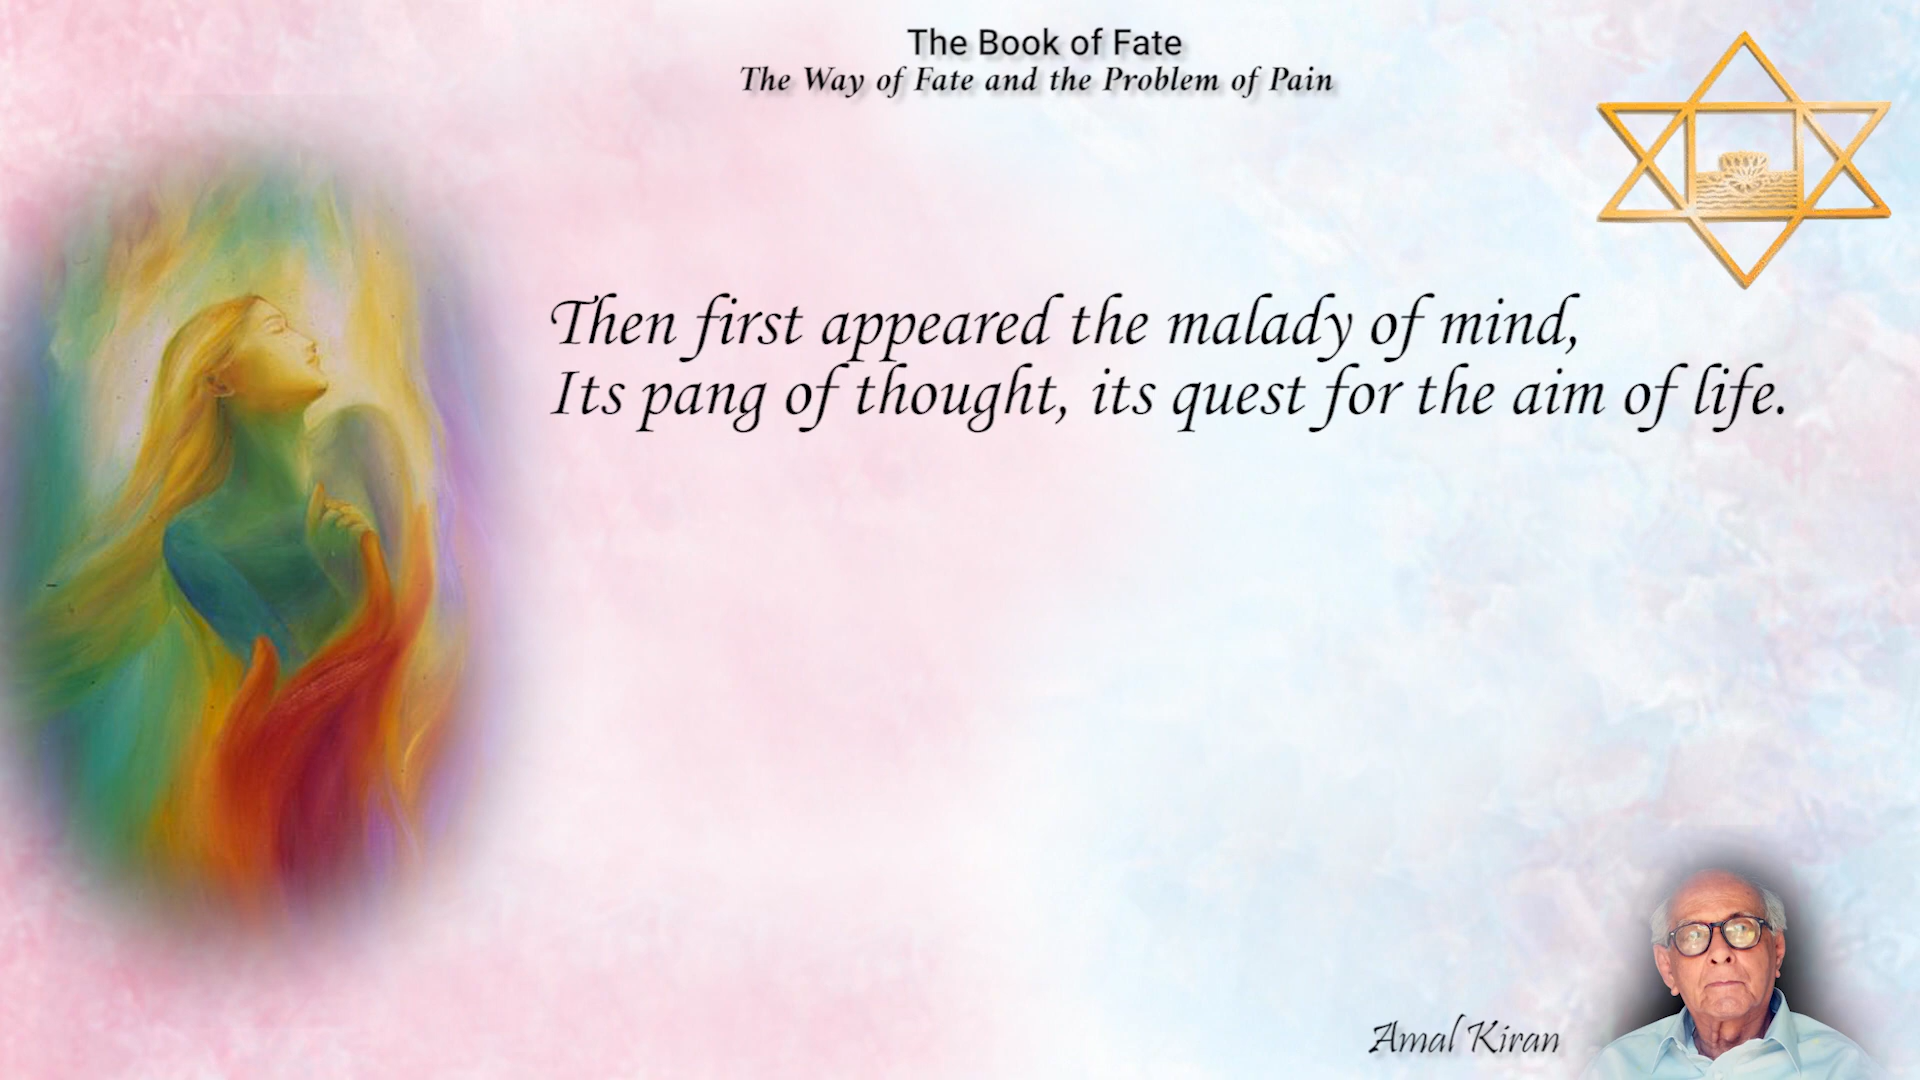 The Book of Fate
The Way of Fate and the Problem of Pain
Then first appeared the malady of mind,
Its pang of thought, its quest for the aim of life.
Amal Kiran